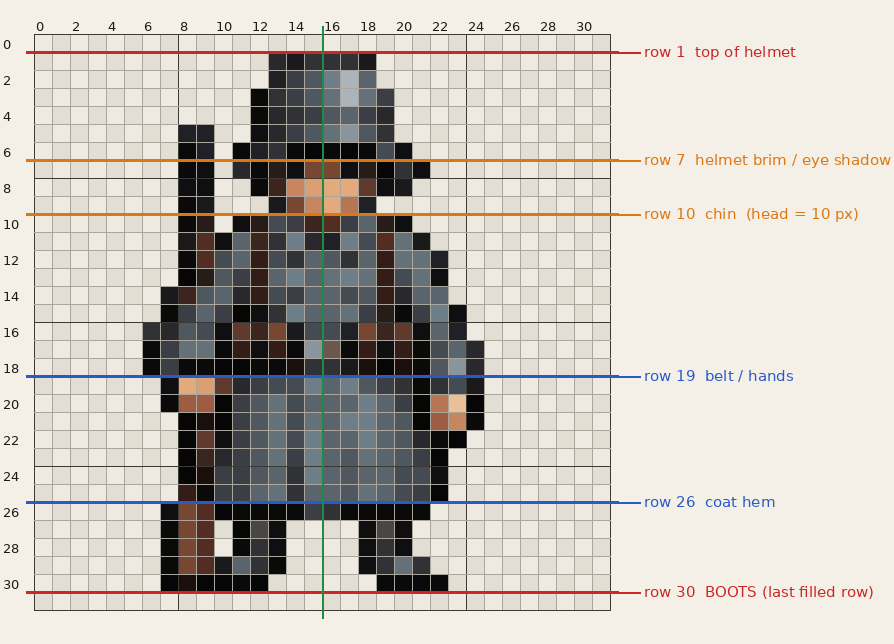 0 2 4 6 8 10 12 14 16 18 20 22 24 26 28 30
0
row 1 top of helmet
2
4
6
row 7 helmet brim / eye shadow
8
row 10 chin (head = 10 px)
10
12
14
16
18
row 19 belt / hands
20
22
24
row 26 coat hem
26
28
30
row 30 BOOTS (last filled row)